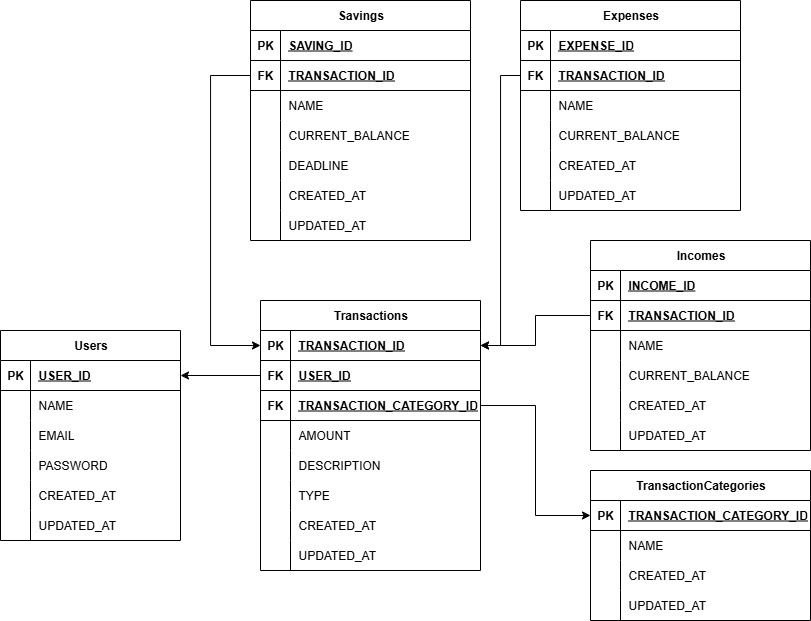 Savings
PK SAVING_ID
FK TRANSACTION_ID
NAME
CURRENT_BALANCE
DEADLINE
CREATED_AT
UPDATED_AT
Expenses
PK EXPENSE_ID
FK TRANSACTION_ID
NAME
CURRENT_BALANCE
CREATED_AT
UPDATED_AT
Incomes
PK INCOME_ID
FK TRANSACTION_ID
NAME
CURRENT_BALANCE
CREATED_AT
UPDATED_AT
Transactions
PK TRANSACTION_ID
FK USER_ID
FK TRANSACTION_CATEGORY_ID
AMOUNT
DESCRIPTION
TYPE
CREATED_AT
UPDATED_AT
Users
PK USER_ID
NAME
EMAIL
PASSWORD
CREATED_AT
UPDATED_AT
TransactionCategories
PK TRANSACTION_CATEGORY_ID
NAME
CREATED_AT
UPDATED_AT